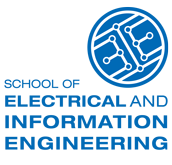 SCHOOL OF
ELECTRICAL AND
INFORMATION
ENGINEERING